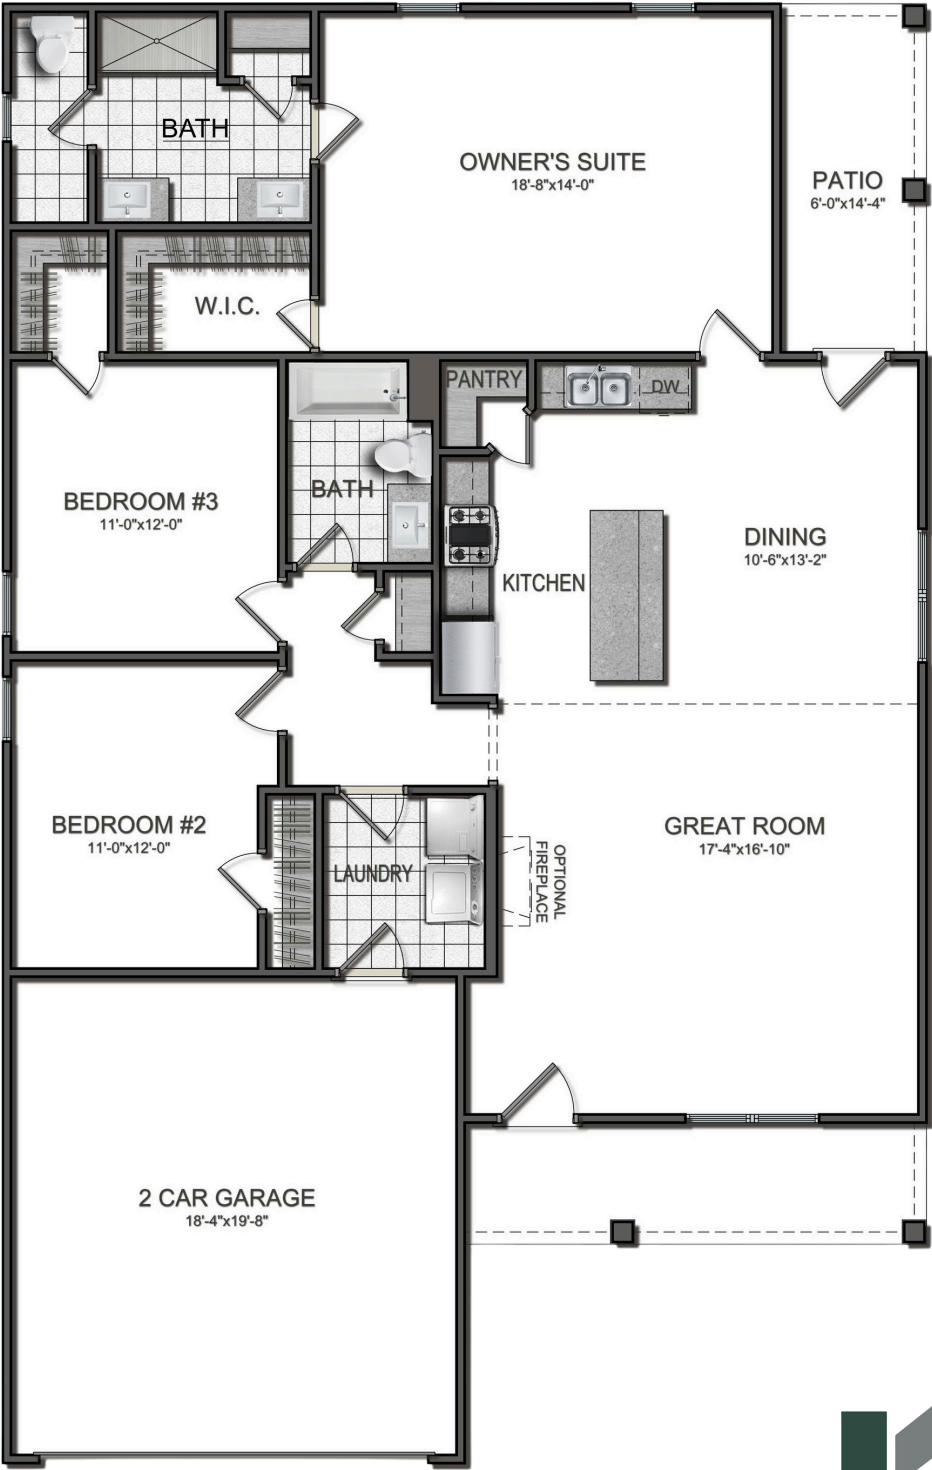 BATH
OWNER'S SUITE
18'-8"x14'-0"
PATIO
6'-0"x14'-4"
W.I.C.
PANTRY
DW
BEDROOM #3
11'-0"x12'-0"
BATH
DINING
10'-6"x13'-2"
KITCHEN
BEDROOM #2
11'-0"x12'-0"
GREAT ROOM
17'-4"x16'-10"
LAUNDRY
OPTIONAL
FIREPLACE
2 CAR GARAGE
18'-4"x19'-8"